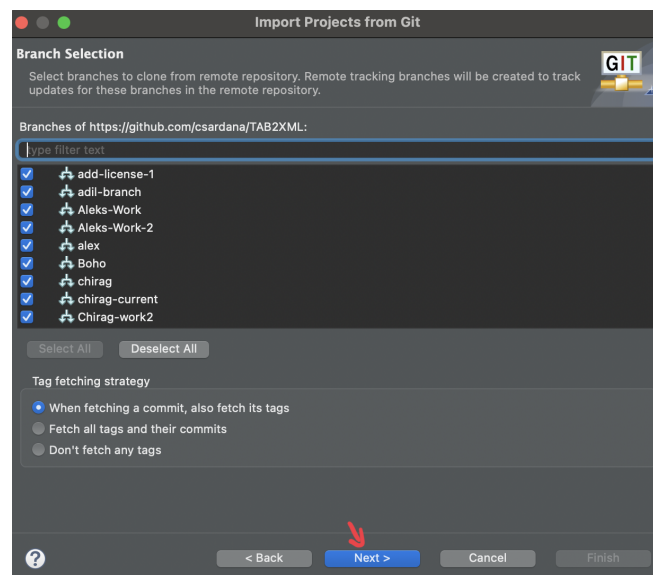 Import Projects from Git
Branch Selection
GIT
Select branches to clone from remote repository. Remote tracking branches will be created to track
updates for these branches in the remote repository.
Branches of https://github.com/csardana/TAB2XML:
type filter text
add-license-1
adil-branch
Aleks-Work
Aleks-Work-2
alex
Boho
chirag
chirag-current
Chirag-work2
Select All Deselect All
Tag fetching strategy
When fetching a commit, also fetch its tags
Fetch all tags and their commits
Don't fetch any tags
? < Back Next > Cancel Finish